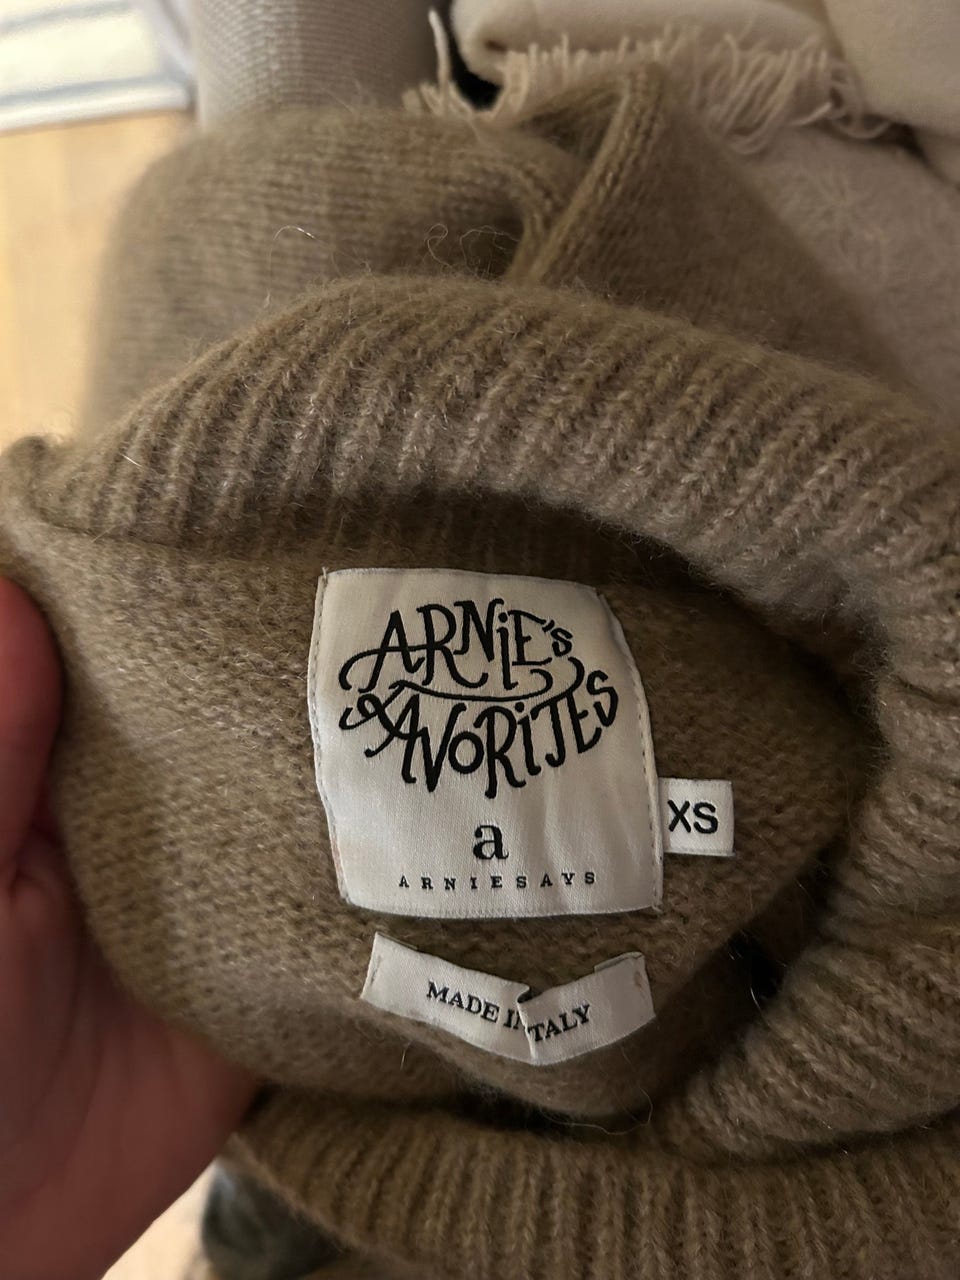 ARNiE's
FAVORiTES
a
ARNIESAYS
XS
MADE IN ITALY